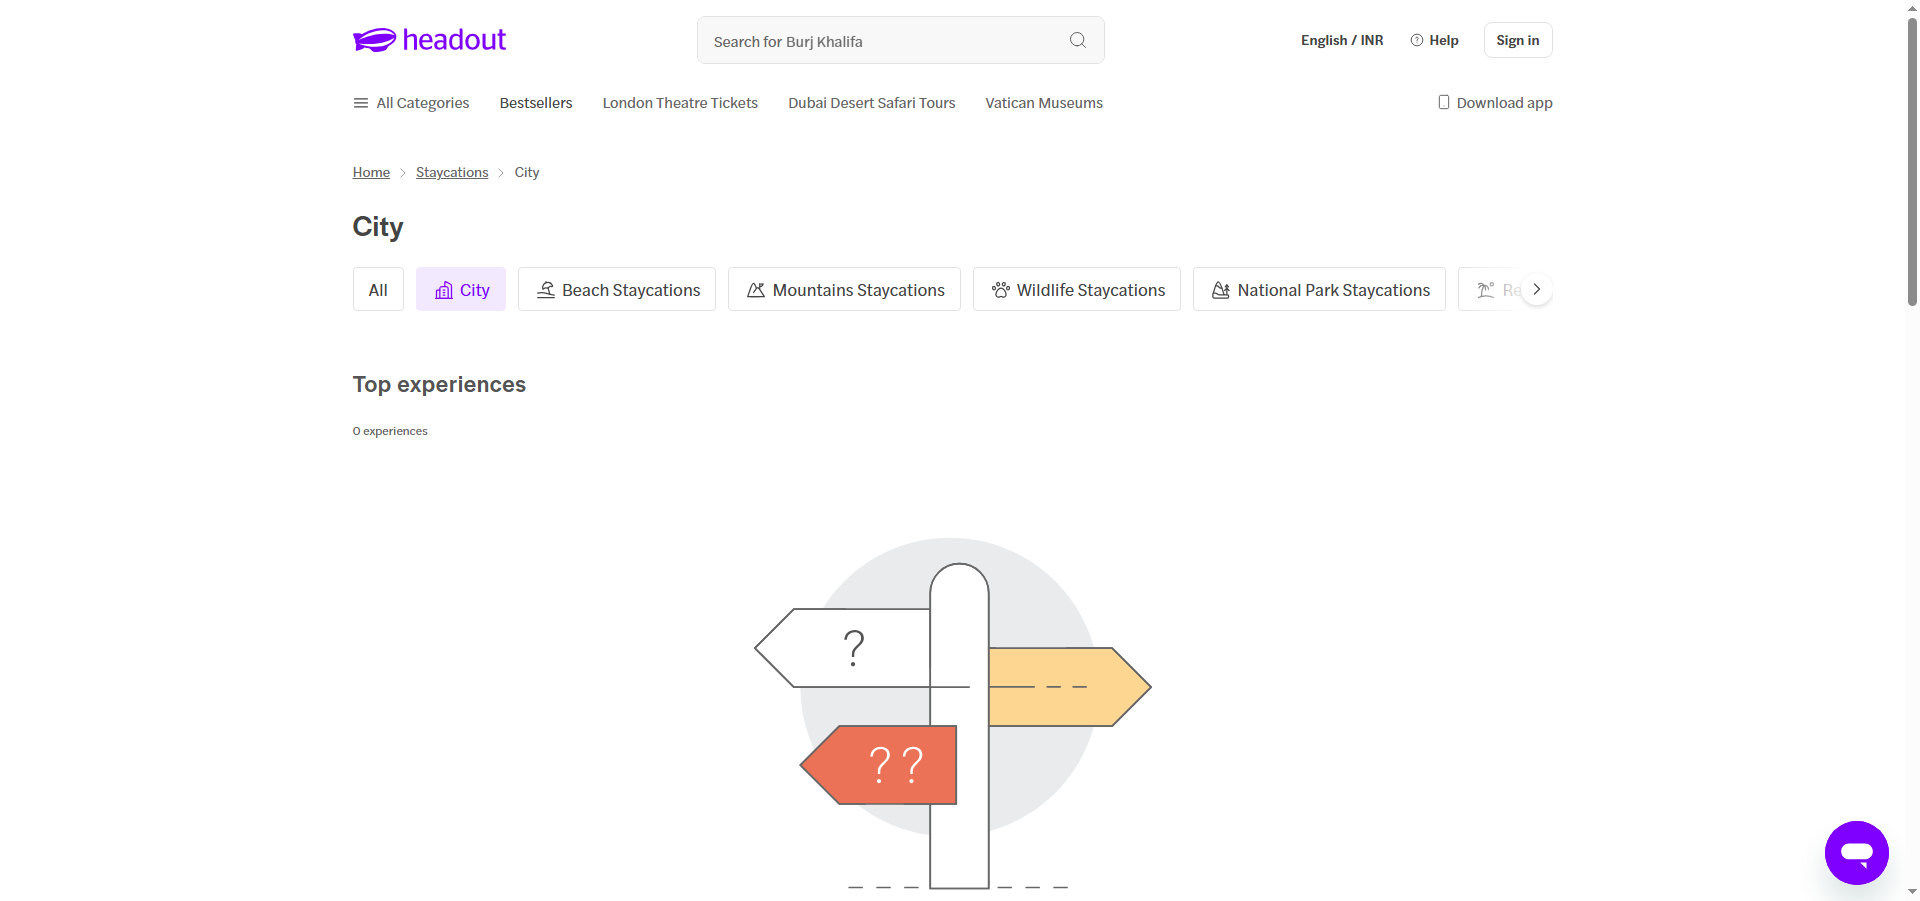 headout
Search for Burj Khalifa
English / INR
Help
Sign in
All Categories
Bestsellers
London Theatre Tickets
Dubai Desert Safari Tours
Vatican Museums
Download app
Home
Staycations
City
City
All
City
Beach Staycations
Mountains Staycations
Wildlife Staycations
National Park Staycations
Top experiences
0 experiences
?
? ?